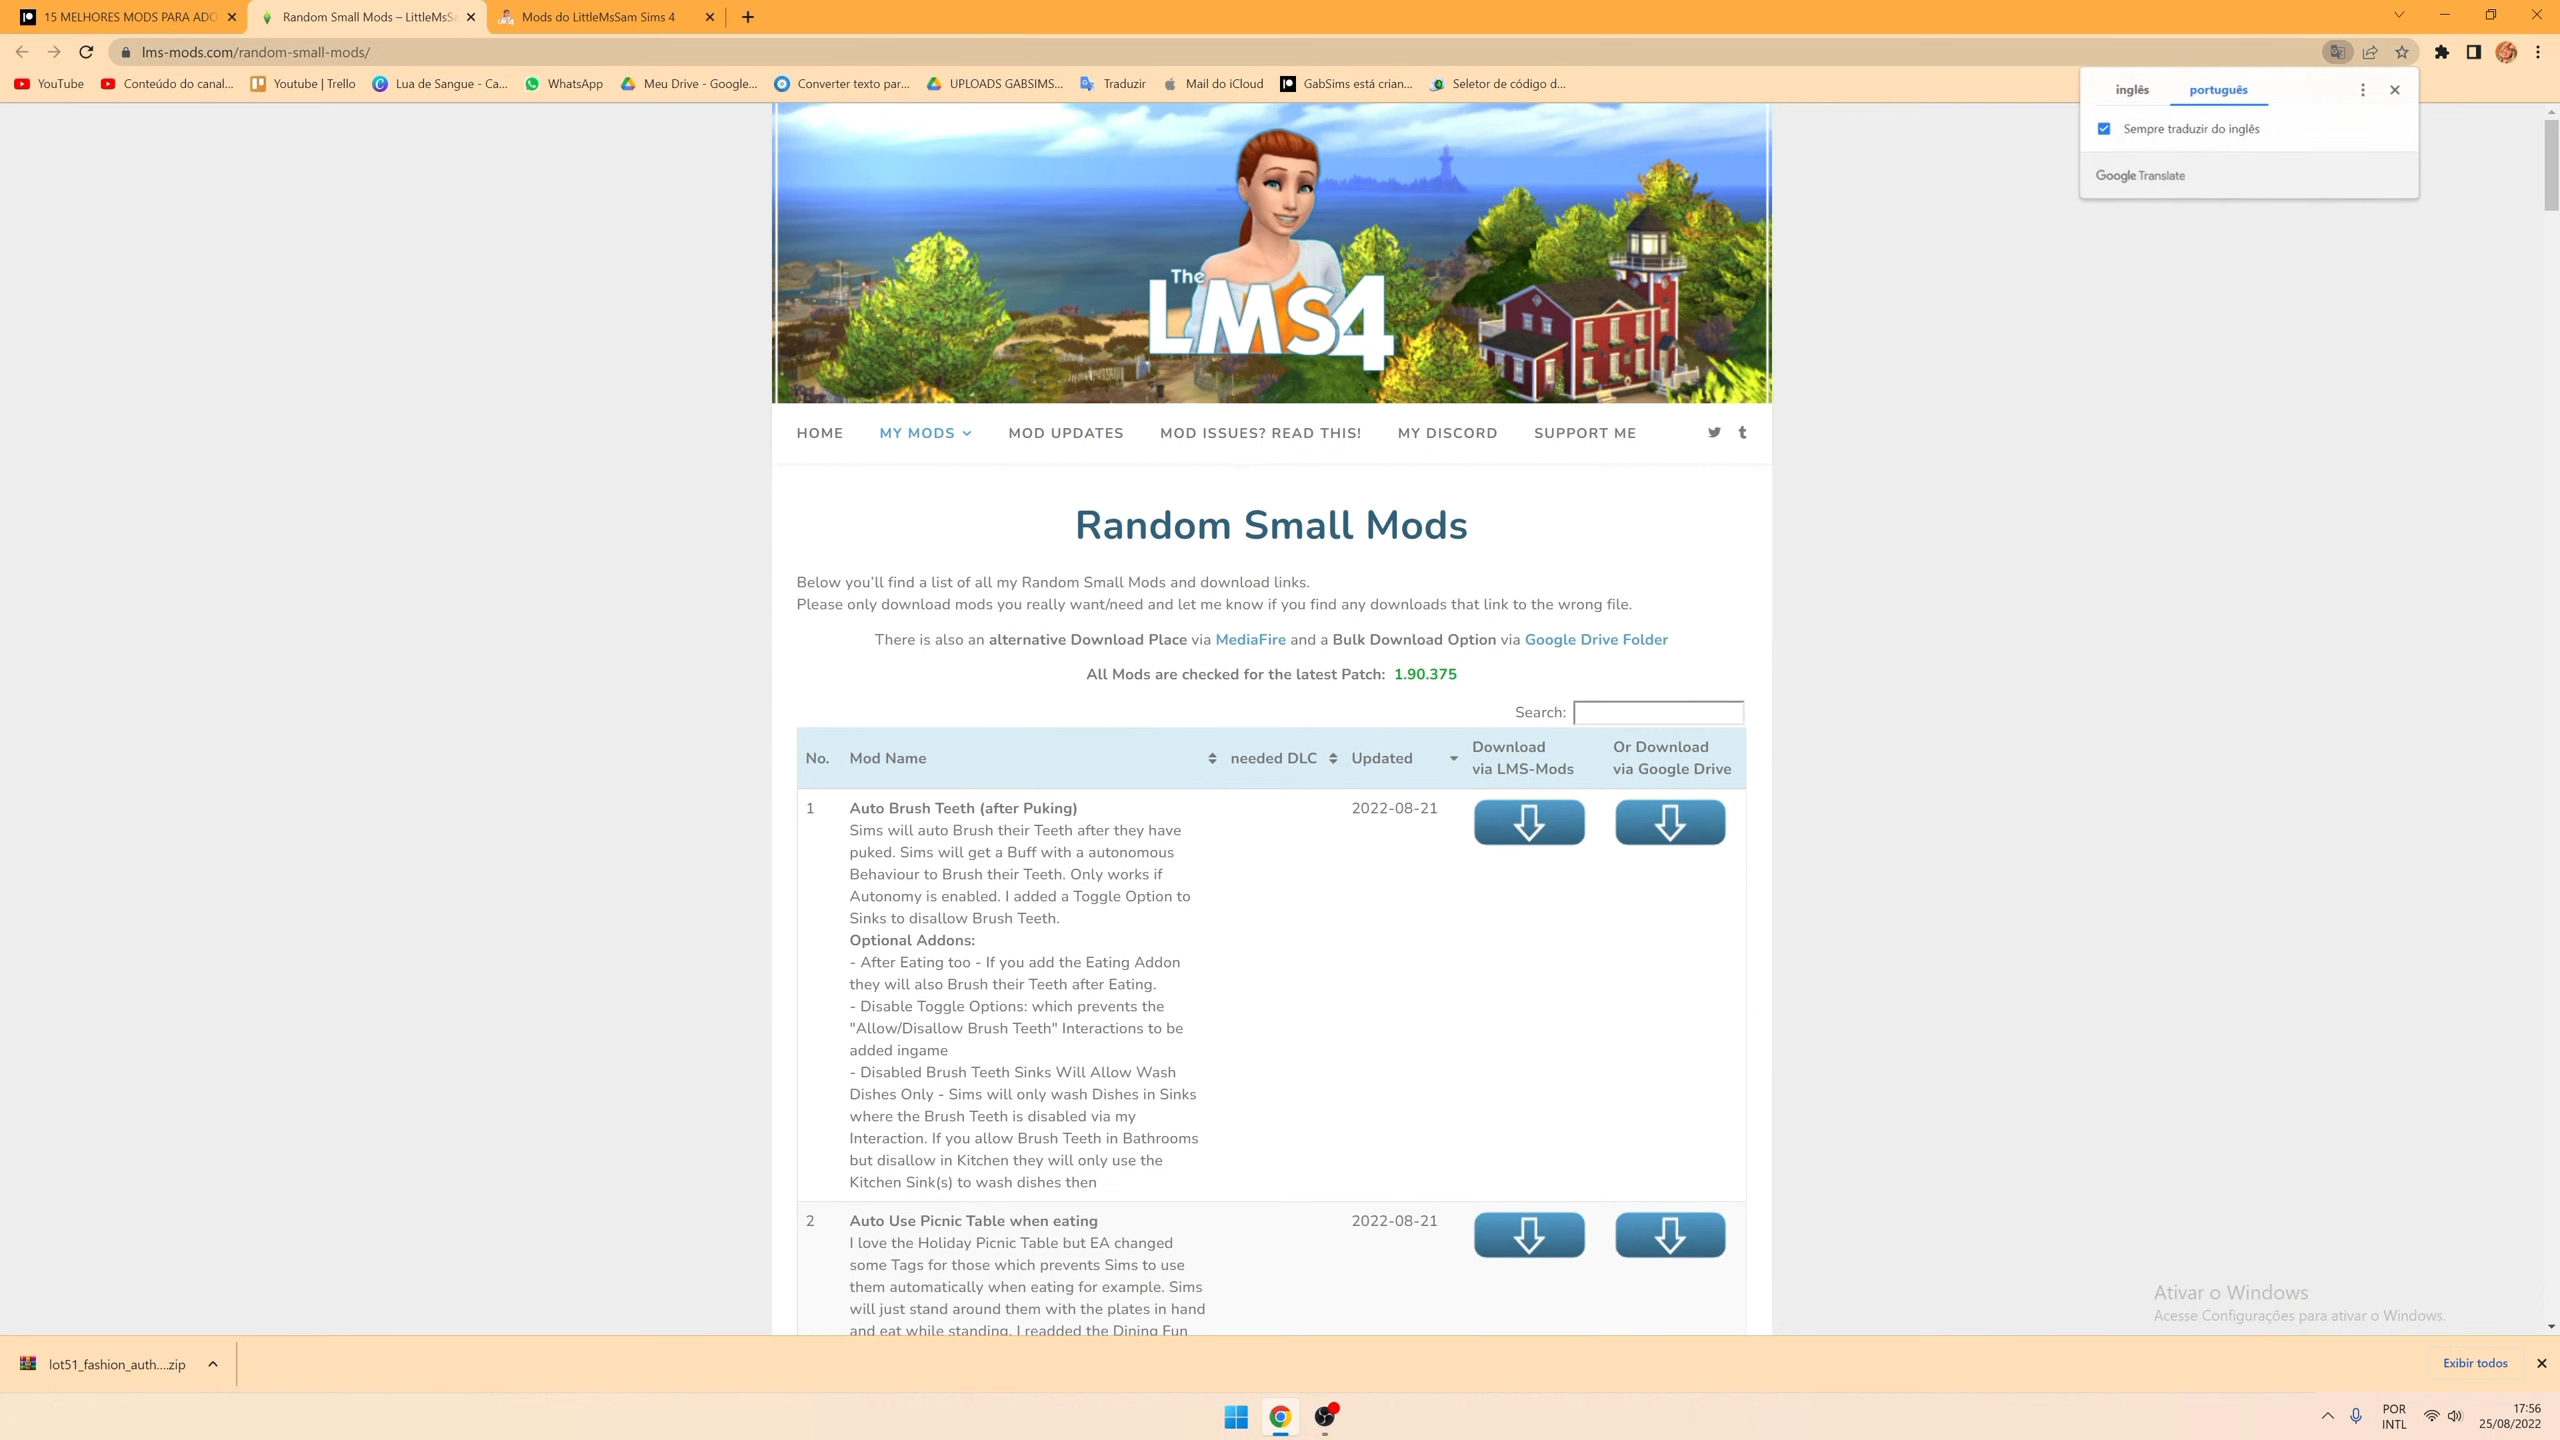 15 MELHORES MODS PARA ADO
Random Small Mods – LittleMsSa
Mods do LittleMsSam Sims 4
lms-mods.com/random-small-mods/
YouTube
Conteúdo do canal...
Youtube | Trello
Lua de Sangue - Ca...
WhatsApp
Meu Drive - Google...
Converter texto par...
UPLOADS GABSIMS...
Traduzir
Mail do iCloud
GabSims está crian...
Seletor de código d...
inglês
português
Sempre traduzir do inglês
Google Translate
The
LMS4
HOME
MY MODS
MOD UPDATES
MOD ISSUES? READ THIS!
MY DISCORD
SUPPORT ME
Random Small Mods
Below you'll find a list of all my Random Small Mods and download links.
Please only download mods you really want/need and let me know if you find any downloads that link to the wrong file.
There is also an alternative Download Place via MediaFire and a Bulk Download Option via Google Drive Folder
All Mods are checked for the latest Patch: 1.90.375
Search:
No.
Mod Name
needed DLC
Updated
Download
via LMS-Mods
Or Download
via Google Drive
1
Auto Brush Teeth (after Puking)
2022-08-21
Sims will auto Brush their Teeth after they have
puked. Sims will get a Buff with a autonomous
Behaviour to Brush their Teeth. Only works if
Autonomy is enabled. I added a Toggle Option to
Sinks to disallow Brush Teeth.
Optional Addons:
- After Eating too - If you add the Eating Addon
they will also Brush their Teeth after Eating.
- Disable Toggle Options: which prevents the
"Allow/Disallow Brush Teeth" Interactions to be
added ingame
- Disabled Brush Teeth Sinks Will Allow Wash
Dishes Only - Sims will only wash Dishes in Sinks
where the Brush Teeth is disabled via my
Interaction. If you allow Brush Teeth in Bathrooms
but disallow in Kitchen they will only use the
Kitchen Sink(s) to wash dishes then
2
Auto Use Picnic Table when eating
2022-08-21
I love the Holiday Picnic Table but EA changed
some Tags for those which prevents Sims to use
them automatically when eating for example. Sims
will just stand around them with the plates in hand
and eat while standing. I readded the Dining Fun
Ativar o Windows
Acesse Configurações para ativar o Windows.
lot51_fashion_auth....zip
Exibir todos
POR
INTL
17:56
25/08/2022